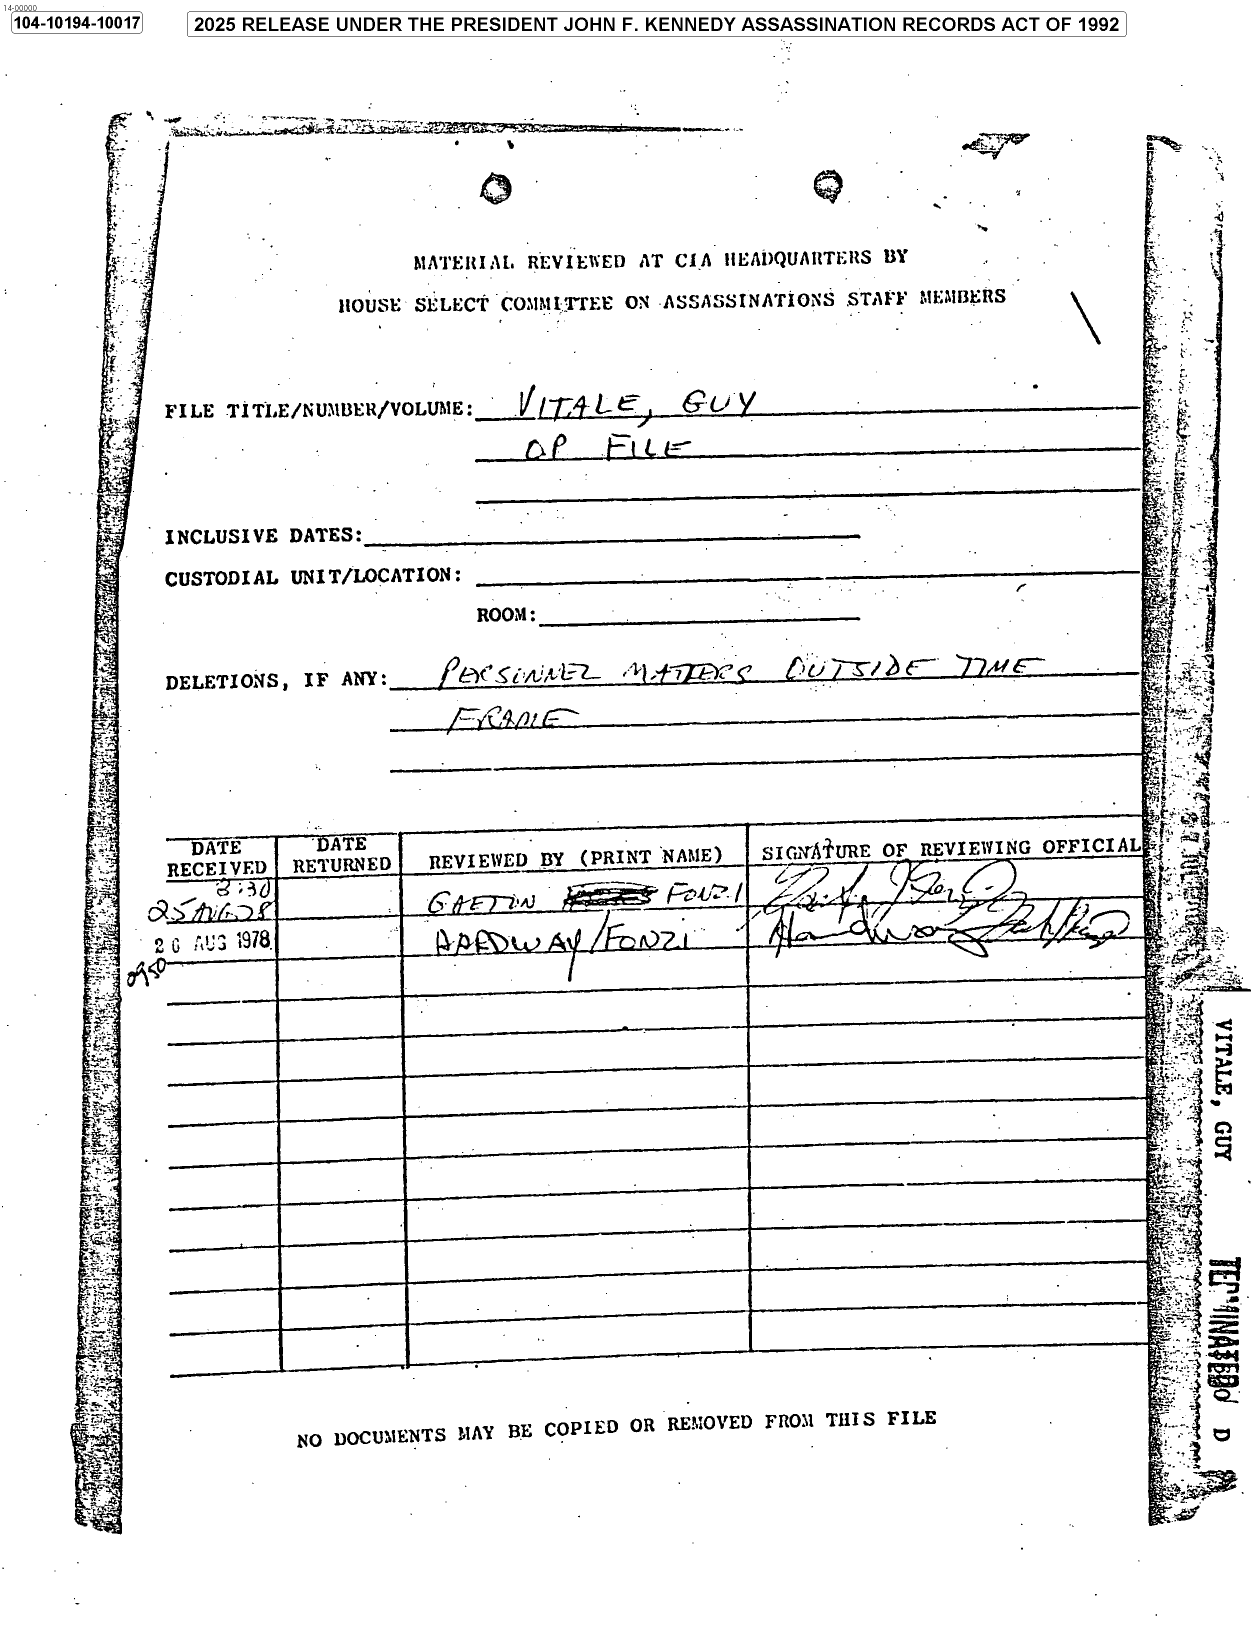 14-00000
104-10194-10017
2025 RELEASE UNDER THE PRESIDENT JOHN F. KENNEDY ASSASSINATION RECORDS ACT OF 1992
MATERIAL REVIEWED AT CIA HEADQUARTERS BY
HOUSE SELECT COMMITTEE ON ASSASSINATIONS STAFF MEMBERS
FILE TITLE/NUMBER/VOLUME: VITALE, GUY
OP FILE
INCLUSIVE DATES:
CUSTODIAL UNIT/LOCATION:
ROOM:
DELETIONS, IF ANY: PERSONNEL MATTERS OUTSIDE TIME
FRAME
DATE RECEIVED
DATE RETURNED
REVIEWED BY (PRINT NAME)
SIGNATURE OF REVIEWING OFFICIAL
8:30
25 AUG 78 GAETON FONZI
26 AUG 1978 HARDWAY/FONZI
0950
NO DOCUMENTS MAY BE COPIED OR REMOVED FROM THIS FILE
VITALE, GUY
TERMINATED
D